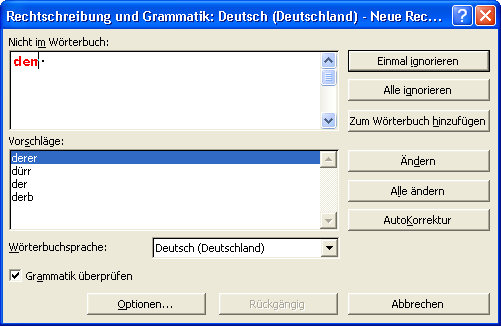 Rechtschreibung und Grammatik: Deutsch (Deutschland) - Neue Rec...
Nicht im Wörterbuch:
den
Einmal ignorieren
Alle ignorieren
Zum Wörterbuch hinzufügen
Vorschläge:
derer
dürr
der
derb
Ändern
Alle ändern
AutoKorrektur
Wörterbuchsprache: Deutsch (Deutschland)
Grammatik überprüfen
Optionen... Rückgängig Abbrechen